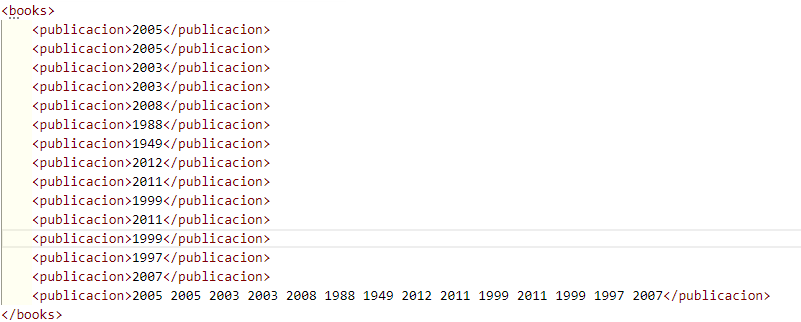 <books>
<publicacion>2005</publicacion>
<publicacion>2005</publicacion>
<publicacion>2003</publicacion>
<publicacion>2003</publicacion>
<publicacion>2008</publicacion>
<publicacion>1988</publicacion>
<publicacion>1949</publicacion>
<publicacion>2012</publicacion>
<publicacion>2011</publicacion>
<publicacion>1999</publicacion>
<publicacion>2011</publicacion>
<publicacion>1999</publicacion>
<publicacion>1997</publicacion>
<publicacion>2007</publicacion>
<publicacion>2005 2005 2003 2003 2008 1988 1949 2012 2011 1999 2011 1999 1997 2007</publicacion>
</books>